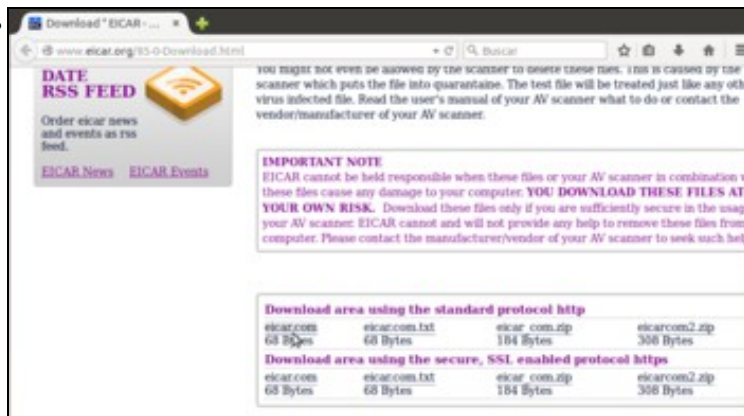 Download " EICAR - ...
www.eicar.org/85-0-Download.html
Buscar
DATE
RSS FEED
Order eicar news
and events as rss
feed.
EICAR News EICAR Events
You might not even be allowed by the scanner to delete these files. This is caused by the
scanner which puts the file into quarantaine. The test file will be treated just like any oth
virus infected file. Read the user's manual of your AV scanner what to do or contact the
vendor/manufacturer of your AV scanner.
IMPORTANT NOTE
EICAR cannot be held responsible when these files or your AV scanner in combination w
these files cause any damage to your computer. YOU DOWNLOAD THESE FILES AT
YOUR OWN RISK. Download these files only if you are sufficiently secure in the usag
your AV scanner. EICAR cannot and will not provide any help to remove these files from
computer. Please contact the manufacturer/vendor of your AV scanner to seek such hel
Download area using the standard protocol http
eicar.com eicar.com.txt eicar_com.zip eicarcom2.zip
68 Bytes 68 Bytes 184 Bytes 308 Bytes
Download area using the secure, SSL enabled protocol https
eicar.com eicar.com.txt eicar_com.zip eicarcom2.zip
68 Bytes 68 Bytes 184 Bytes 308 Bytes